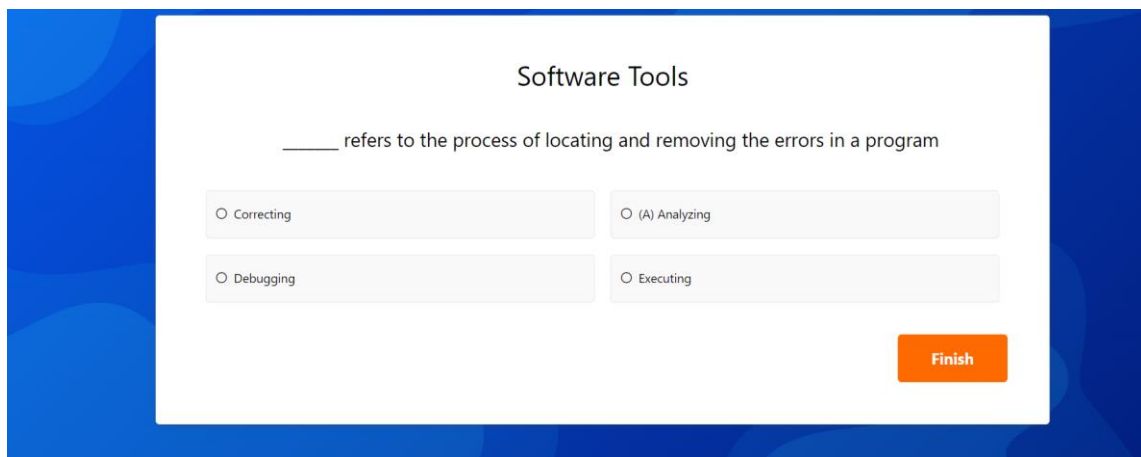 Software Tools
_______ refers to the process of locating and removing the errors in a program
Correcting
(A) Analyzing
Debugging
Executing
Finish